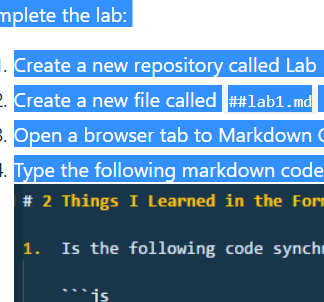 mplete the lab:
1. Create a new repository called Lab
2. Create a new file called ##lab1.md
3. Open a browser tab to Markdown
4. Type the following markdown code
# 2 Things I Learned in the For
1. Is the following code synch
```js